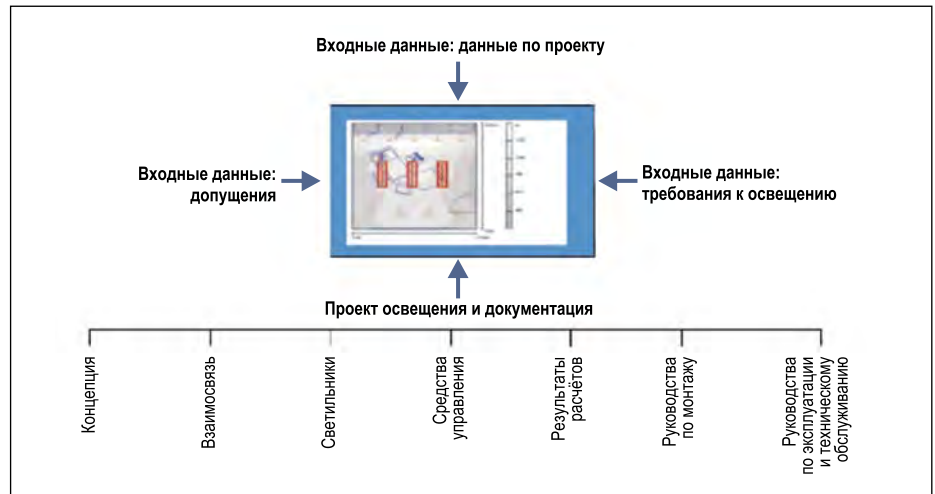 Входные данные: данные по проекту
Входные данные:
допущения
Входные данные:
требования к освещению
Проект освещения и документация
Концепция
Взаимосвязь
Светильники
Средства
управления
Результаты
расчётов
Руководства
по монтажу
Руководства
по эксплуатации
и техническому
обслуживанию